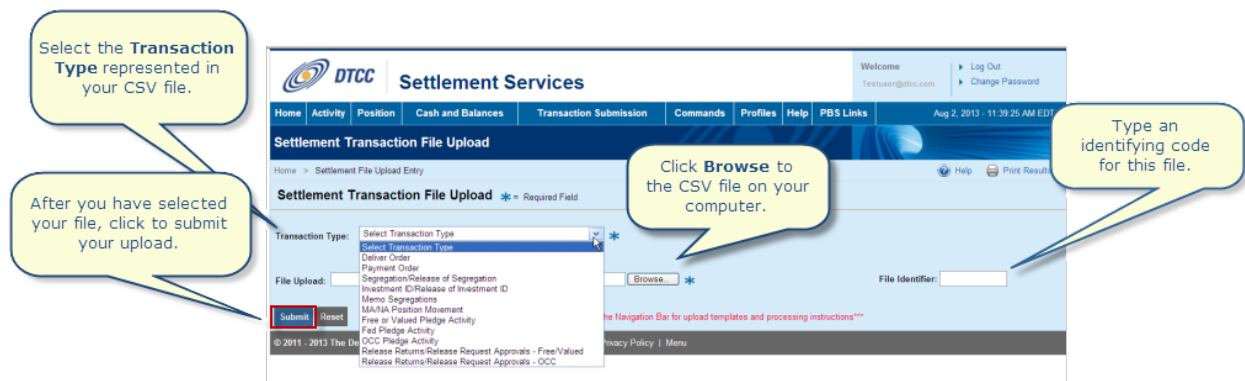 Select the Transaction
Type represented in
your CSV file.
DTCC
Settlement Services
Welcome
Testuser@dtcc.com
Log Out
Change Password
Home Activity Position Cash and Balances Transaction Submission Commands Profiles Help PBS Links
Aug 2, 2013 - 11:39:25 AM EDT
Settlement Transaction File Upload
Type an
identifying code
for this file.
Home > Settlement File Upload Entry
Help Print Results
Click Browse to
the CSV file on your
computer.
Settlement Transaction File Upload * = Required Field
After you have selected
your file, click to submit
your upload.
Transaction Type: Select Transaction Type *
Select Transaction Type
Deliver Order
Payment Order
Segregation/Release of Segregation
Investment ID/Release of Investment ID
Memo Segregations
MA/NA Position Movement
Free or Valued Pledge Activity
Fed Pledge Activity
OCC Pledge Activity
Release Returns/Release Request Approvals - Free/Valued
Release Returns/Release Request Approvals - OCC
File Upload: Browse... *
File Identifier:
Submit Reset
he Navigation Bar for upload templates and processing instructions***
© 2011 - 2013 The De
rivacy Policy | Menu